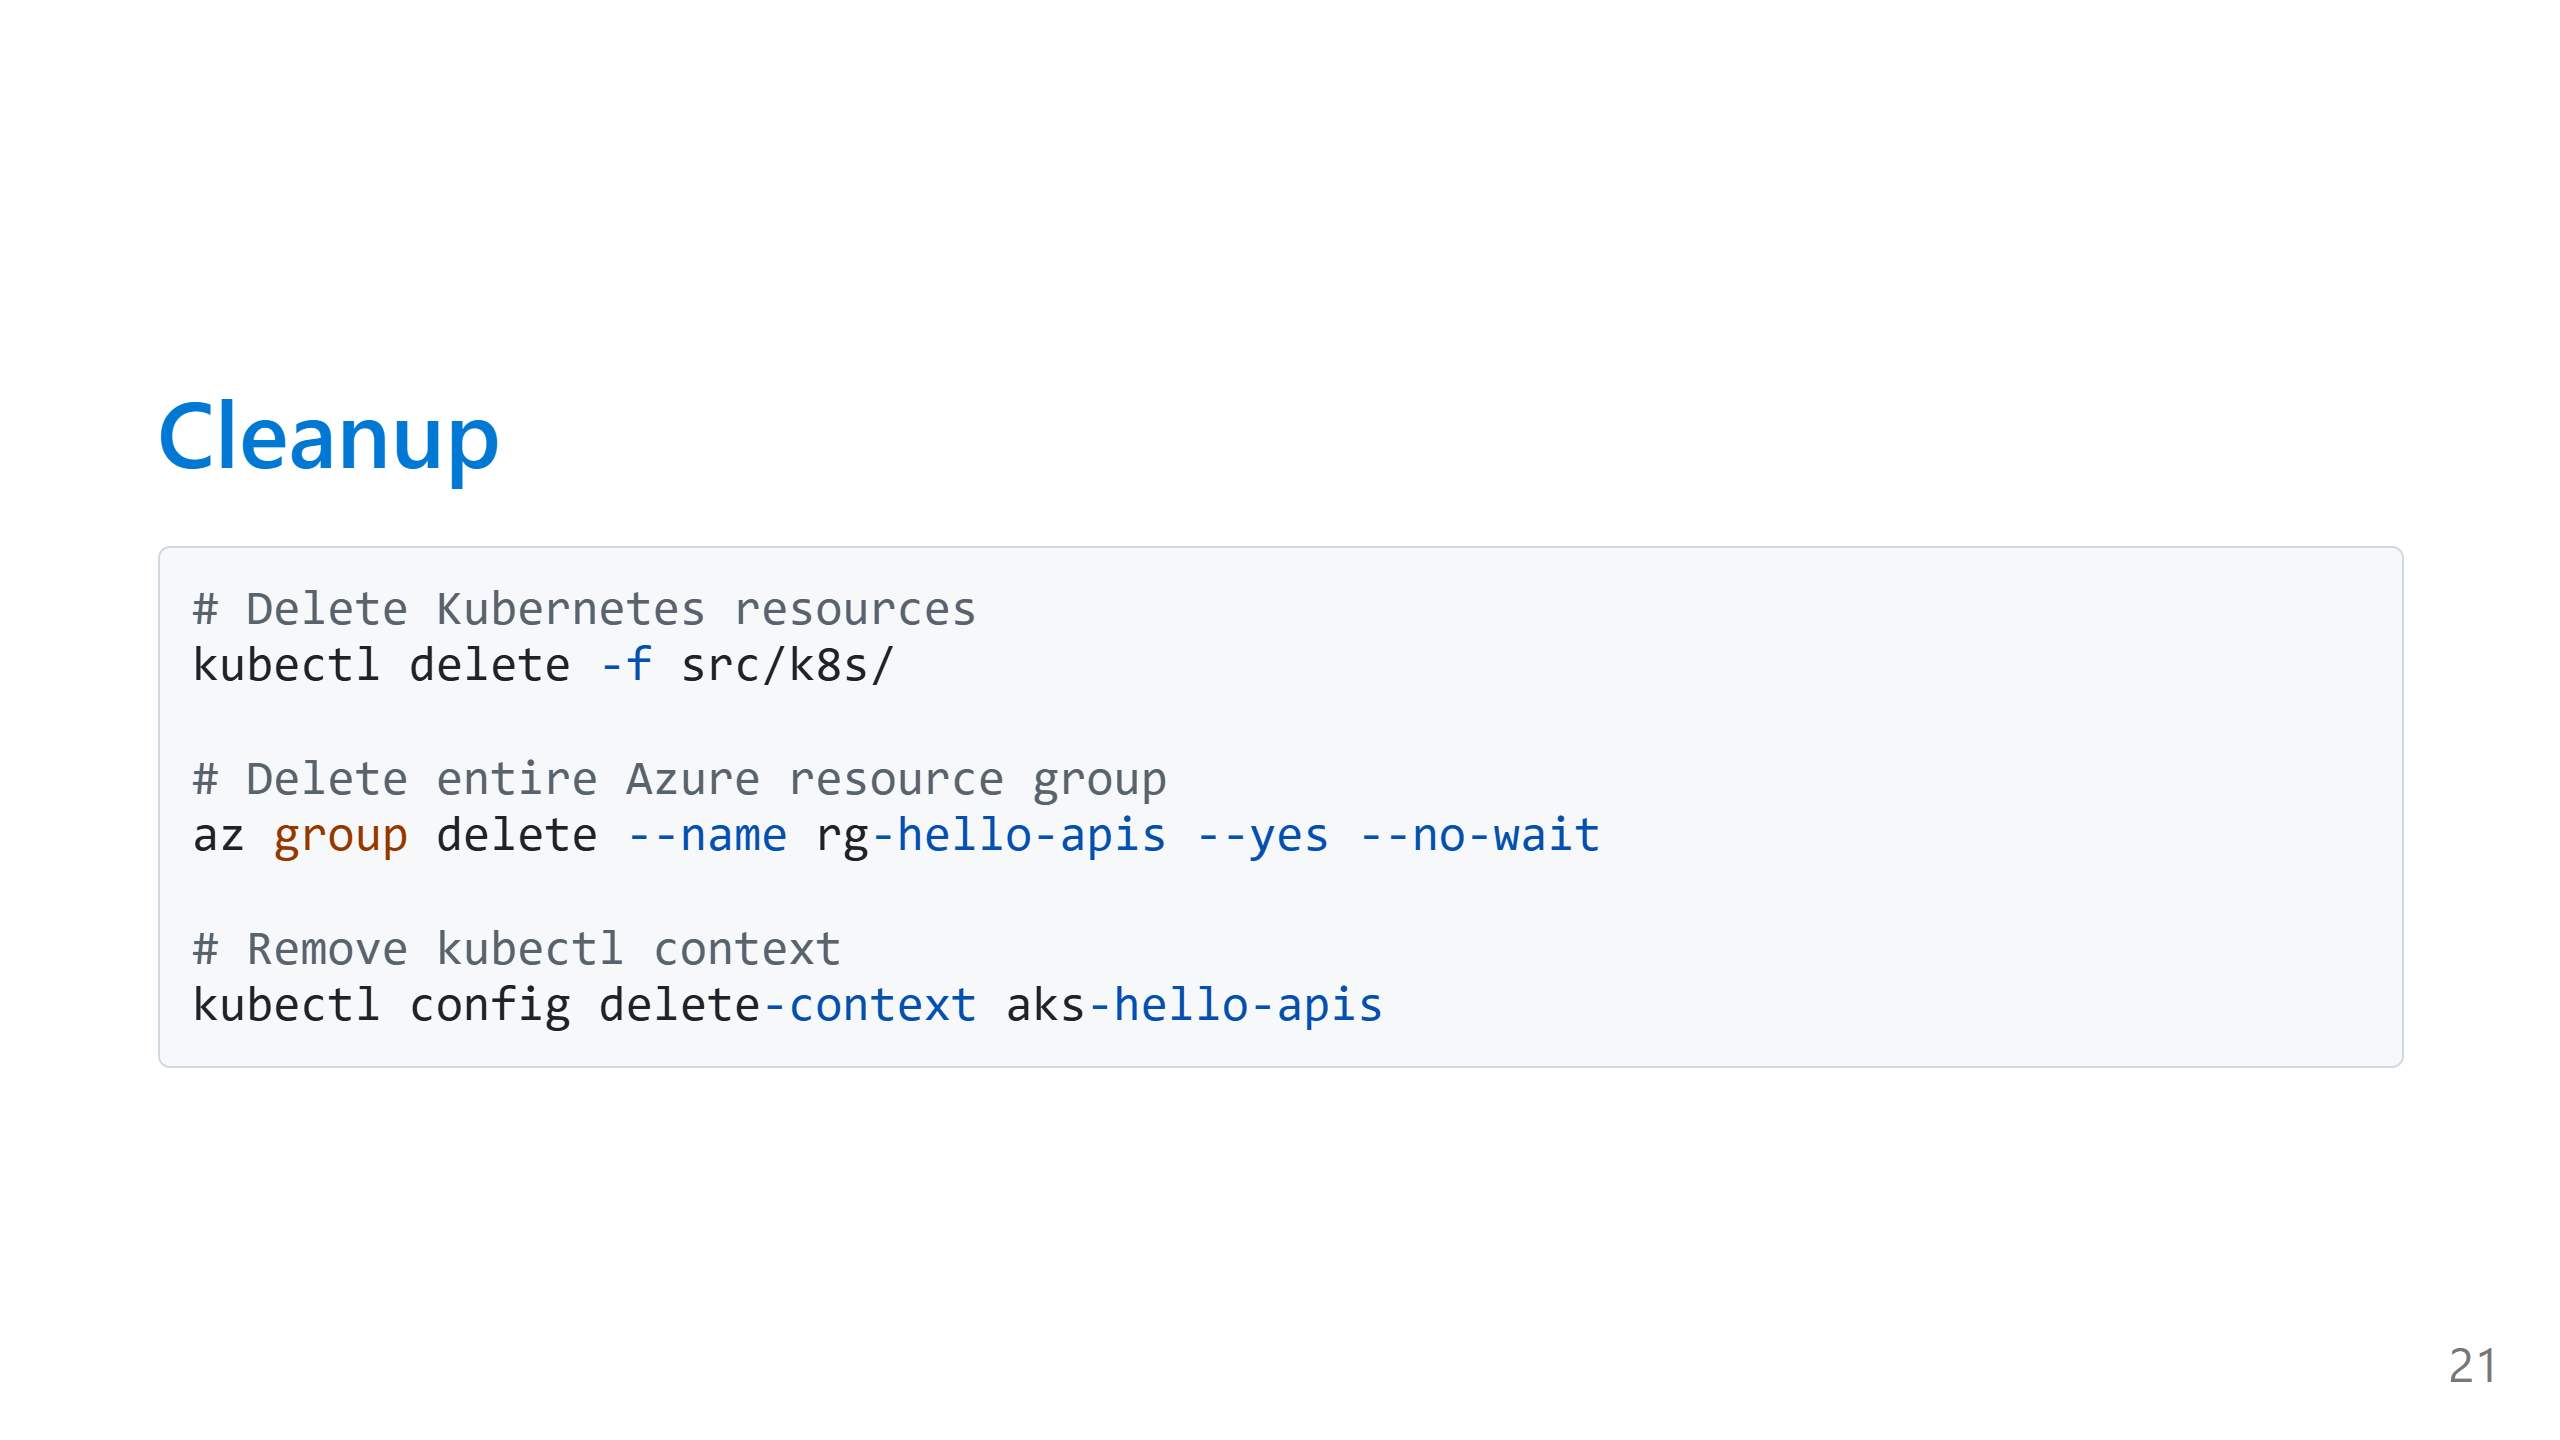 Cleanup
# Delete Kubernetes resources
kubectl delete -f src/k8s/
# Delete entire Azure resource group
az group delete --name rg-hello-apis --yes --no-wait
# Remove kubectl context
kubectl config delete-context aks-hello-apis
21